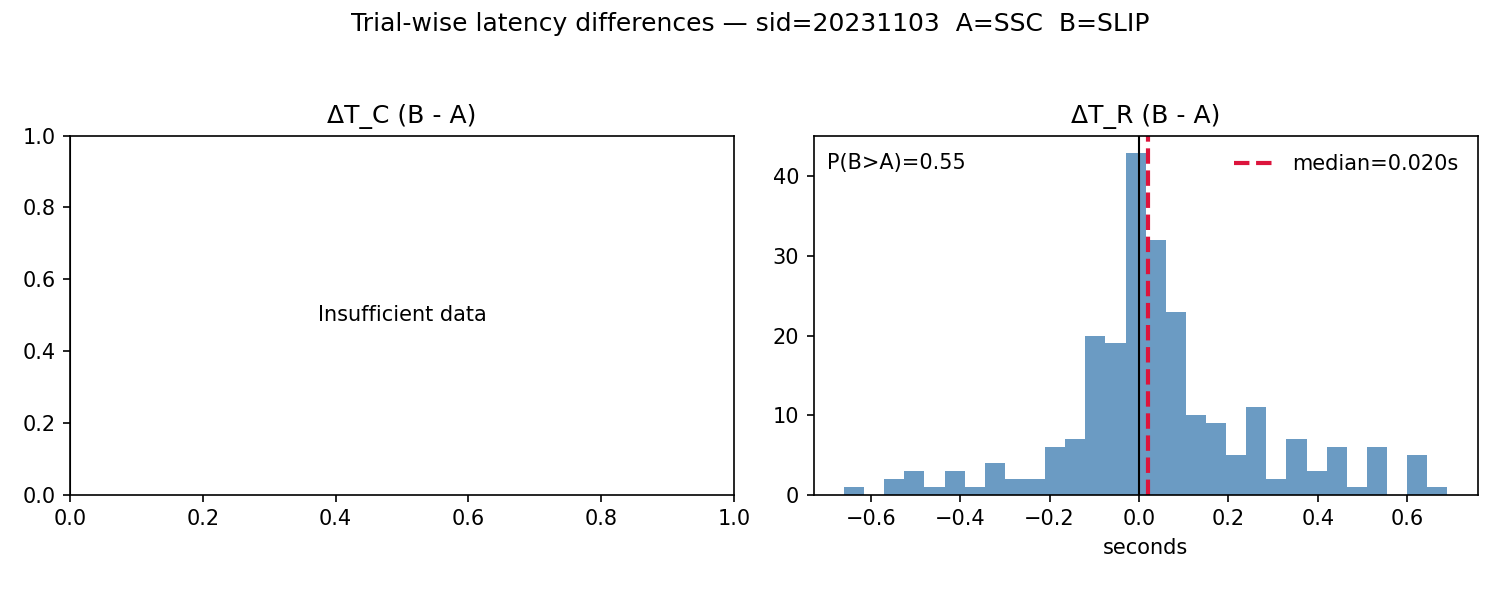 Trial-wise latency differences — sid=20231103  A=SSC  B=SLIP
ΔT_C (B - A)
1.0
0.8
0.6
0.4
0.2
0.0
Insufficient data
0.0 0.2 0.4 0.6 0.8 1.0
ΔT_R (B - A)
P(B>A)=0.55
median=0.020s
40
30
20
10
0
−0.6 −0.4 −0.2 0.0 0.2 0.4 0.6
seconds